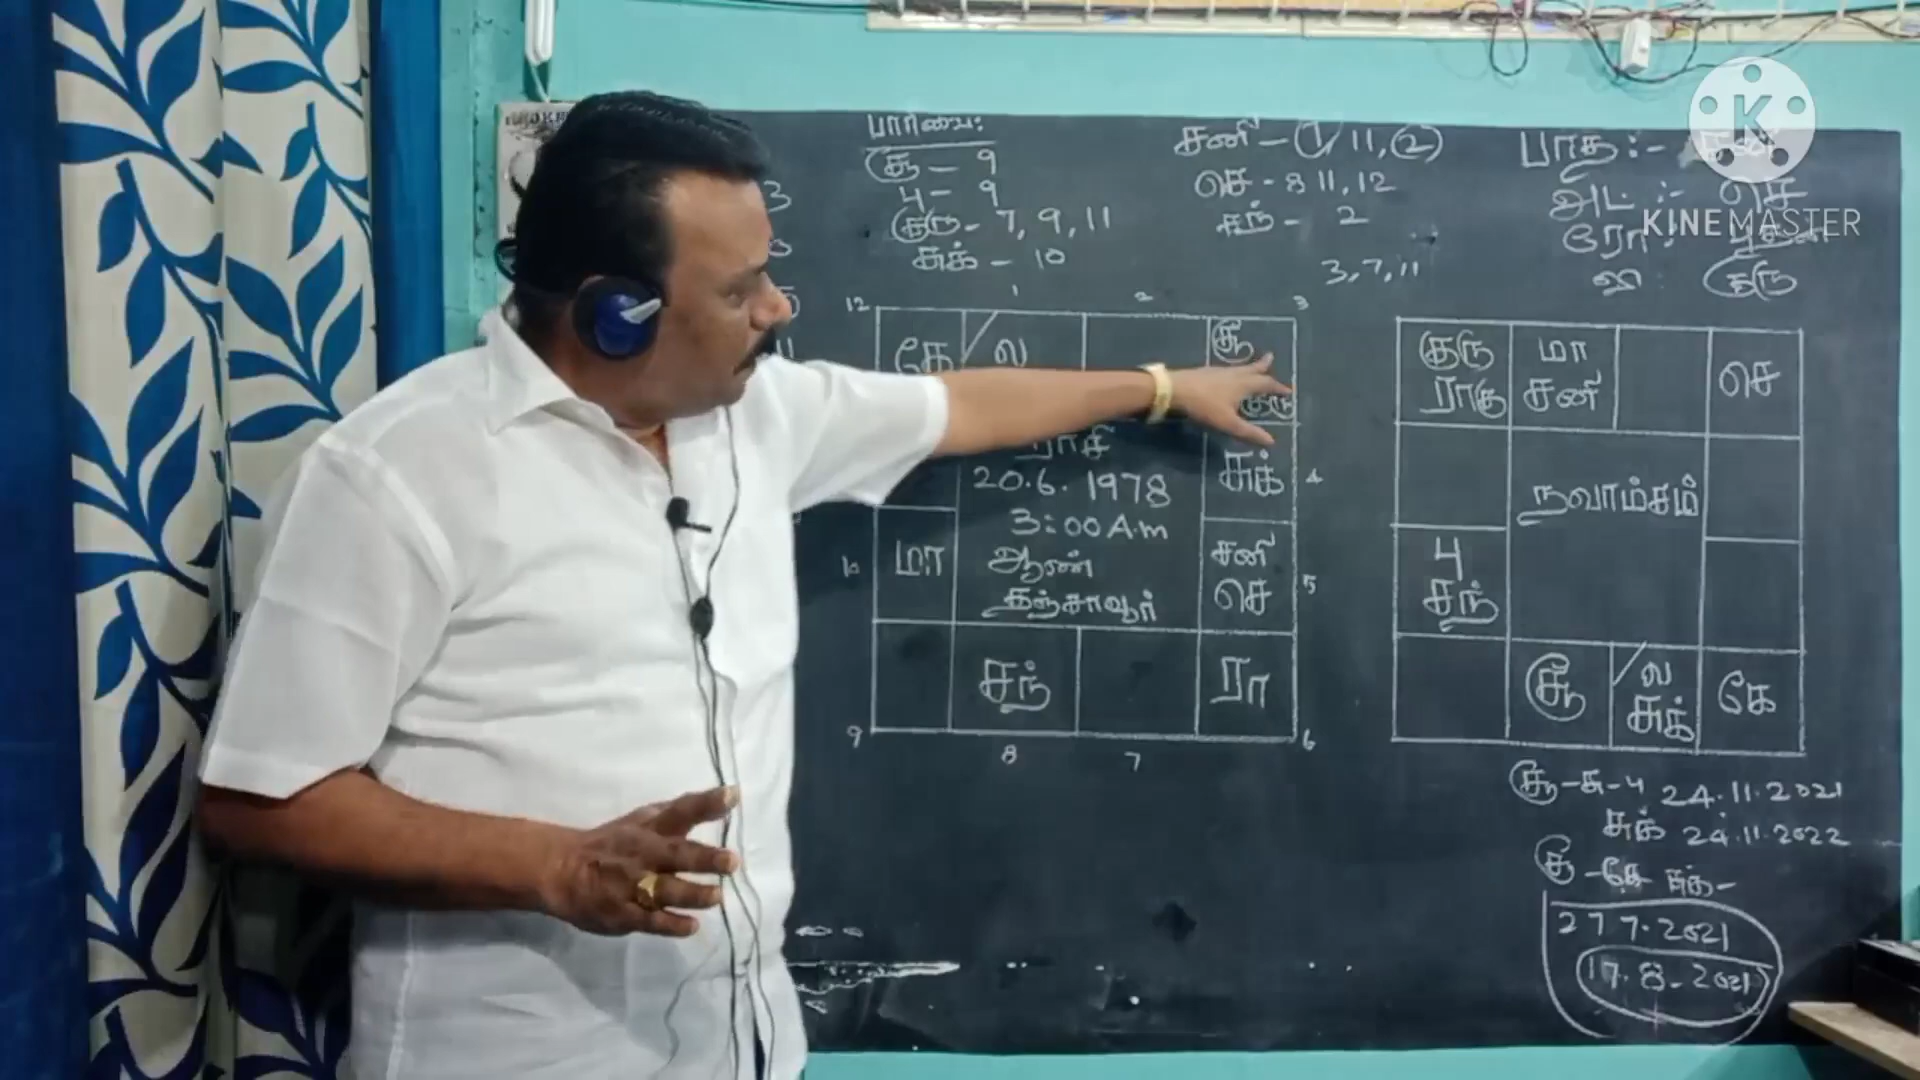 பார்வை:
சூ - 9
பு - 9
குரு - 7, 9, 11
சுக் - 10
சனி - 1, 11, 2
செ - 8 11, 12
சந் - 2
3, 7, 11
பாத :-
அட :- செ
ரோ :-
குரு
KINEMASTER
12 1 2 3
கே ல சூ
குரு
ராசி
20.6.1978
3:00 A.m
ஆண்
தஞ்சாவூர்
சுக் 4
10 மா
சனி
செ
5
சந் ரா
9 8 7 6
குரு
ராகு
மா
சனி
செ
நவாம்சம்
பு
சந்
சூ
ல
சுக்
கே
24.11.2021
சுக் 24.11.2022
27 7.2021
17.8-2021